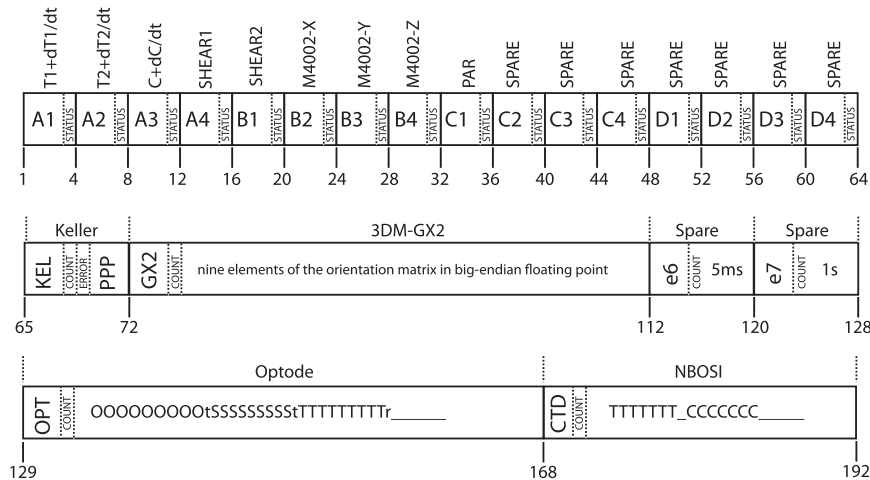 T1+dT1/dt T2+dT2/dt C+dC/dt SHEAR1 SHEAR2 M4002-X M4002-Y M4002-Z PAR SPARE SPARE SPARE SPARE SPARE SPARE SPARE
A1 STATUS A2 STATUS A3 STATUS A4 STATUS B1 STATUS B2 STATUS B3 STATUS B4 STATUS C1 STATUS C2 STATUS C3 STATUS C4 STATUS D1 STATUS D2 STATUS D3 STATUS D4 STATUS
1 4 8 12 16 20 24 28 32 36 40 44 48 52 56 60 64
Keller 3DM-GX2 Spare Spare
KEL COUNT ERROR PPP GX2 COUNT nine elements of the orientation matrix in big-endian floating point e6 COUNT 5ms e7 COUNT 1s
65 72 112 120 128
Optode NBOSI
OPT COUNT OOOOOOOOOtSSSSSSSSStTTTTTTTTTr______ CTD COUNT TTTTTTT_CCCCCCC_____
129 168 192